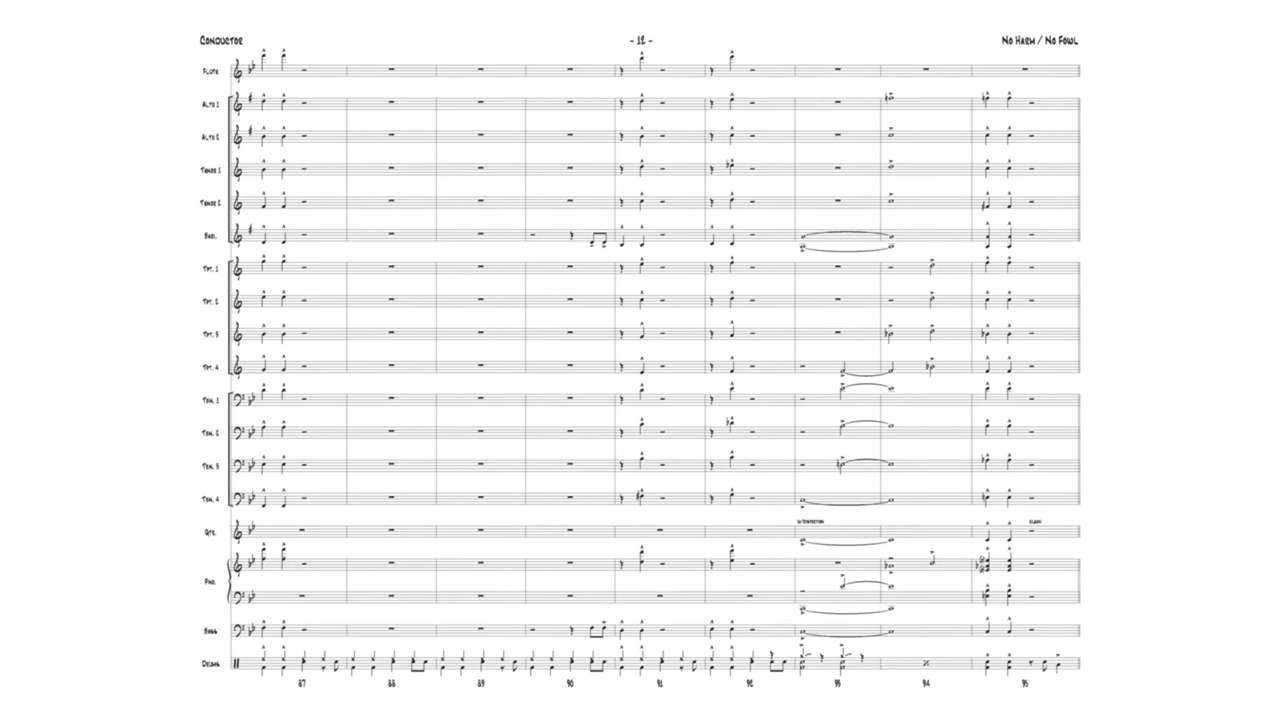 CONDUCTOR
- 12 -
NO HARM / NO FOWL
FLUTE
ALTO 1
ALTO 2
TENOR 1
TENOR 2
BARI.
TPT. 1
TPT. 2
TPT. 3
TPT. 4
TBN. 1
TBN. 2
TBN. 3
TBN. 4
GTR.
W/ DISTORTION
CLEAN
PNO.
BASS
DRUMS
87
88
89
90
91
92
93
94
95